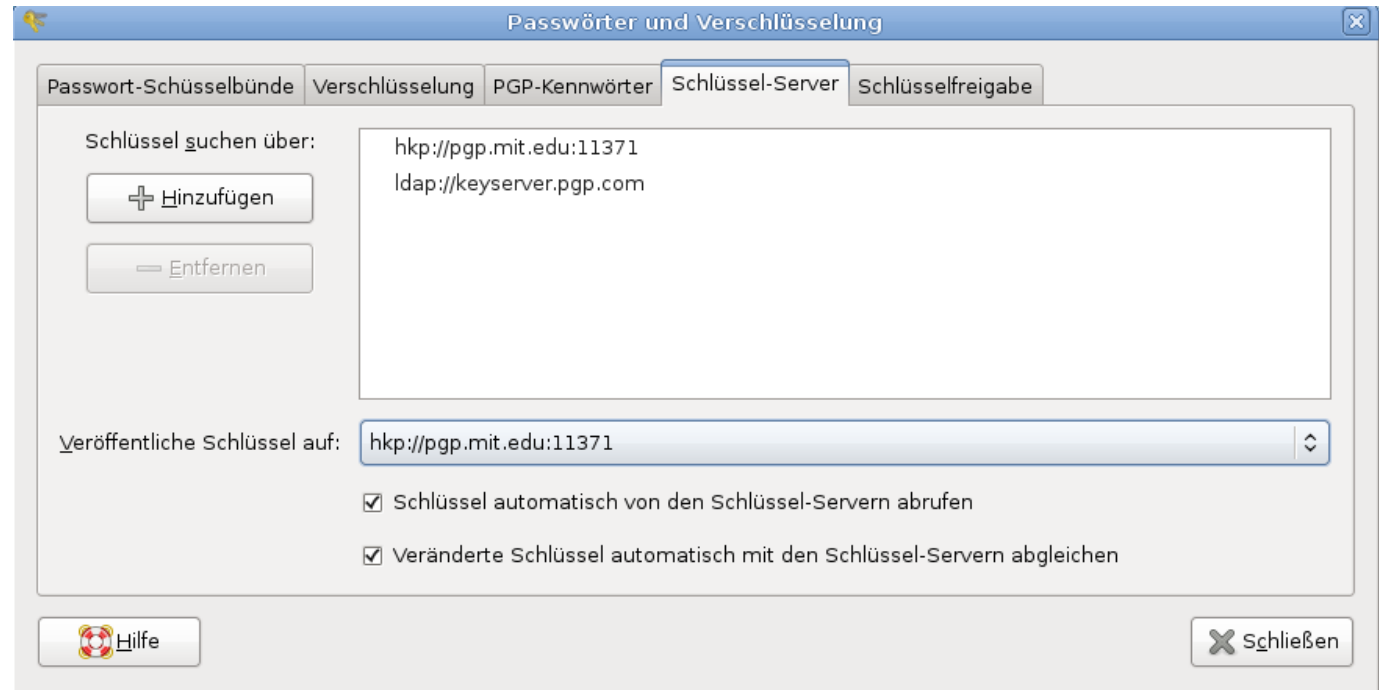 Passwörter und Verschlüsselung
Passwort-Schüsselbünde Verschlüsselung PGP-Kennwörter Schlüssel-Server Schlüsselfreigabe
Schlüssel suchen über:
hkp://pgp.mit.edu:11371
Hinzufügen
ldap://keyserver.pgp.com
Entfernen
Veröffentliche Schlüssel auf: hkp://pgp.mit.edu:11371
Schlüssel automatisch von den Schlüssel-Servern abrufen
Veränderte Schlüssel automatisch mit den Schlüssel-Servern abgleichen
Hilfe Schließen